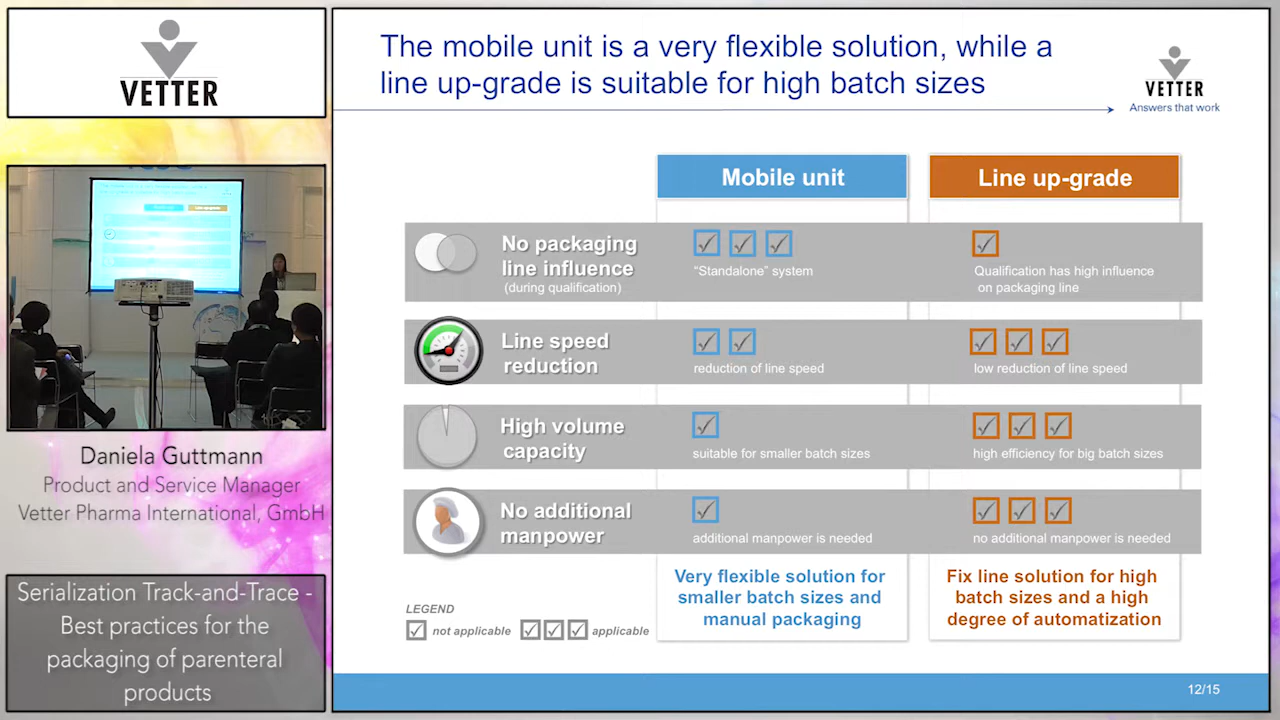 VETTER
Daniela Guttmann
Product and Service Manager
Vetter Pharma International, GmbH
Serialization Track-and-Trace -
Best practices for the
packaging of parenteral
products
The mobile unit is a very flexible solution, while a
line up-grade is suitable for high batch sizes
VETTER
Answers that work
Mobile unit
Line up-grade
No packaging
line influence
(during qualification)
"Standalone" system
Qualification has high influence
on packaging line
Line speed
reduction
reduction of line speed
low reduction of line speed
High volume
capacity
suitable for smaller batch sizes
high efficiency for big batch sizes
No additional
manpower
additional manpower is needed
no additional manpower is needed
Very flexible solution for
smaller batch sizes and
manual packaging
Fix line solution for high
batch sizes and a high
degree of automatization
LEGEND
not applicable
applicable
12/15